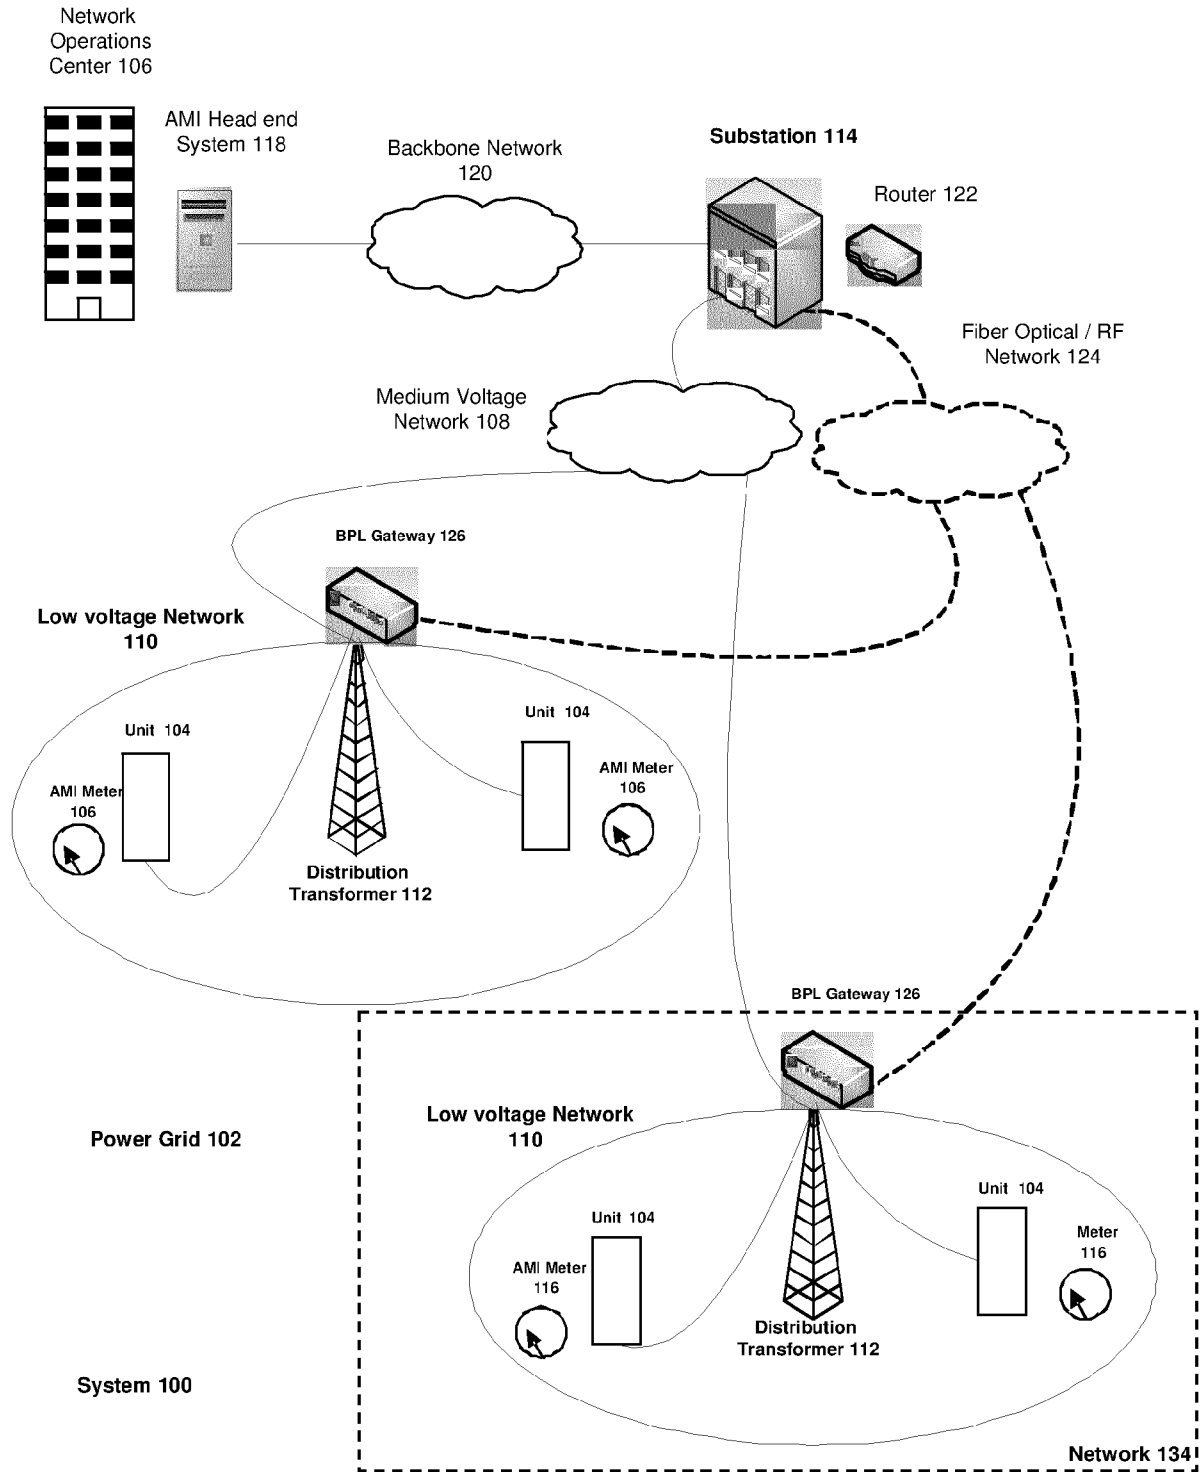 Network
Operations
Center 106
AMI Head end
System 118
Backbone Network
120
Substation 114
Router 122
Fiber Optical / RF
Network 124
Medium Voltage
Network 108
BPL Gateway 126
Low voltage Network
110
Unit 104
Unit 104
AMI Meter
106
AMI Meter
106
Distribution
Transformer 112
BPL Gateway 126
Low voltage Network
110
Power Grid 102
Unit 104
Unit 104
Meter
116
AMI Meter
116
Distribution
Transformer 112
System 100
Network 134